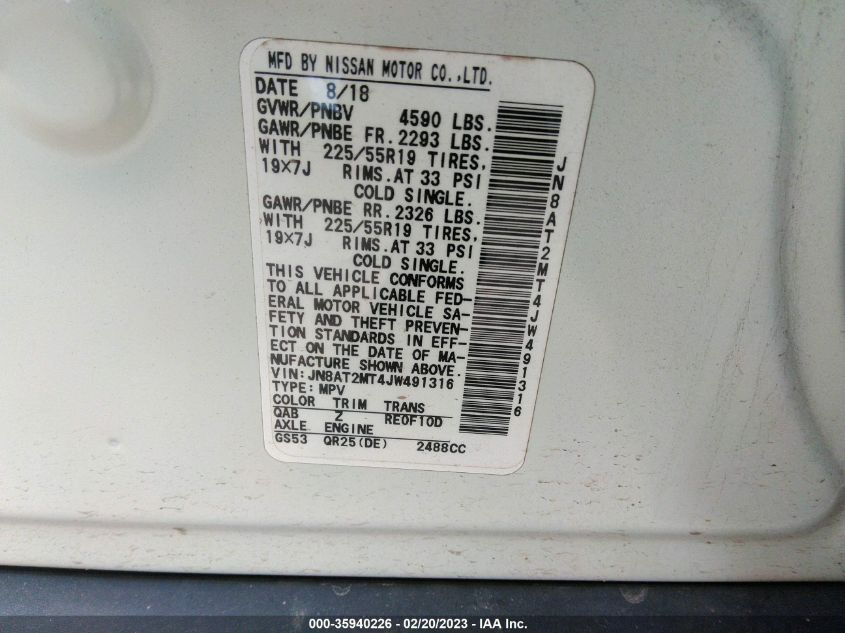 MFD BY NISSAN MOTOR CO.,LTD.
DATE 8/18
GVWR/PNBV 4590 LBS.
GAWR/PNBE FR. 2293 LBS.
WITH 225/55R19 TIRES,
19X7J RIMS. AT 33 PSI
COLD SINGLE.
GAWR/PNBE RR. 2326 LBS.
WITH 225/55R19 TIRES,
19X7J RIMS. AT 33 PSI
COLD SINGLE.
THIS VEHICLE CONFORMS
TO ALL APPLICABLE FED-
ERAL MOTOR VEHICLE SA-
FETY AND THEFT PREVEN-
TION STANDARDS IN EFF-
ECT ON THE DATE OF MA-
NUFACTURE SHOWN ABOVE.
VIN:JN8AT2MT4JW491316
TYPE:MPV
COLOR TRIM TRANS
QAB Z RE0F10D
AXLE ENGINE
GS53 QR25(DE) 2488CC
JN8AT2MT4JW491316
000-35940226 - 02/20/2023 - IAA Inc.